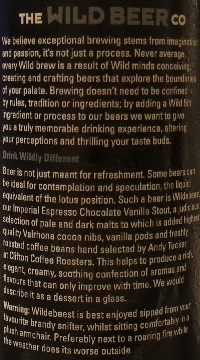 THE WILD BEER CO
We believe exceptional brewing stems from
and passion, it's not just a process. Never average,
every Wild brew is a result of Wild minds conceiving,
creating and crafting beers that explore the boundaries
of your palate. Brewing doesn't need to be confined
by rules, tradition or ingredients; by adding a Wild
ingredient or process to our beers we want to give
you a truly memorable drinking experience, altering
your perceptions and thrilling your taste buds.
Drink Wildly Different
Beer is not just meant for refreshment. Some beers can
be ideal for contemplation and speculation, the liquid
equivalent of the lotus position. Such a beer is
our Imperial Espresso Chocolate Vanilla Stout, a
selection of pale and dark malts to which is added
quality Valrhona cocoa nibs, vanilla pods and freshly
roasted coffee beans hand selected by Andy Tucker
at Clifton Coffee Roasters. This helps to produce a rich,
elegant, creamy, soothing confection of aromas and
flavours that can only improve with time. We would
describe it as a dessert in a glass.
Warning: Wildebeest is best enjoyed sipped from your
favourite brandy snifter, whilst sitting comfortably in a
plush armchair. Preferably next to a roaring fire while
the weather does its worse outside